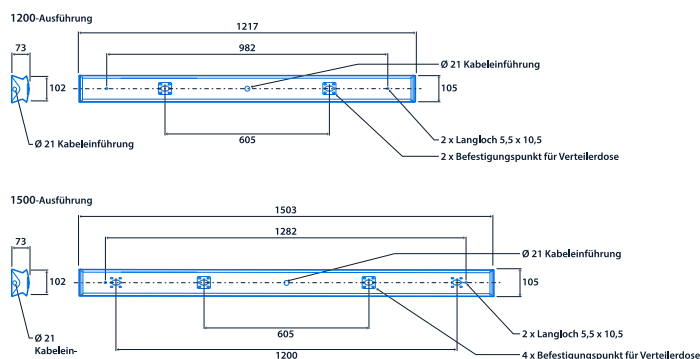 1200-Ausführung
1217
73
982
Ø 21 Kabeleinführung
102
105
Ø 21 Kabeleinführung
605
2 x Langloch 5,5 x 10,5
2 x Befestigungspunkt für Verteilerdose
1500-Ausführung
1503
73
1282
Ø 21 Kabeleinführung
102
105
Ø 21
Kabelein-
605
2 x Langloch 5,5 x 10,5
1200
4 x Befestigungspunkt für Verteilerdose